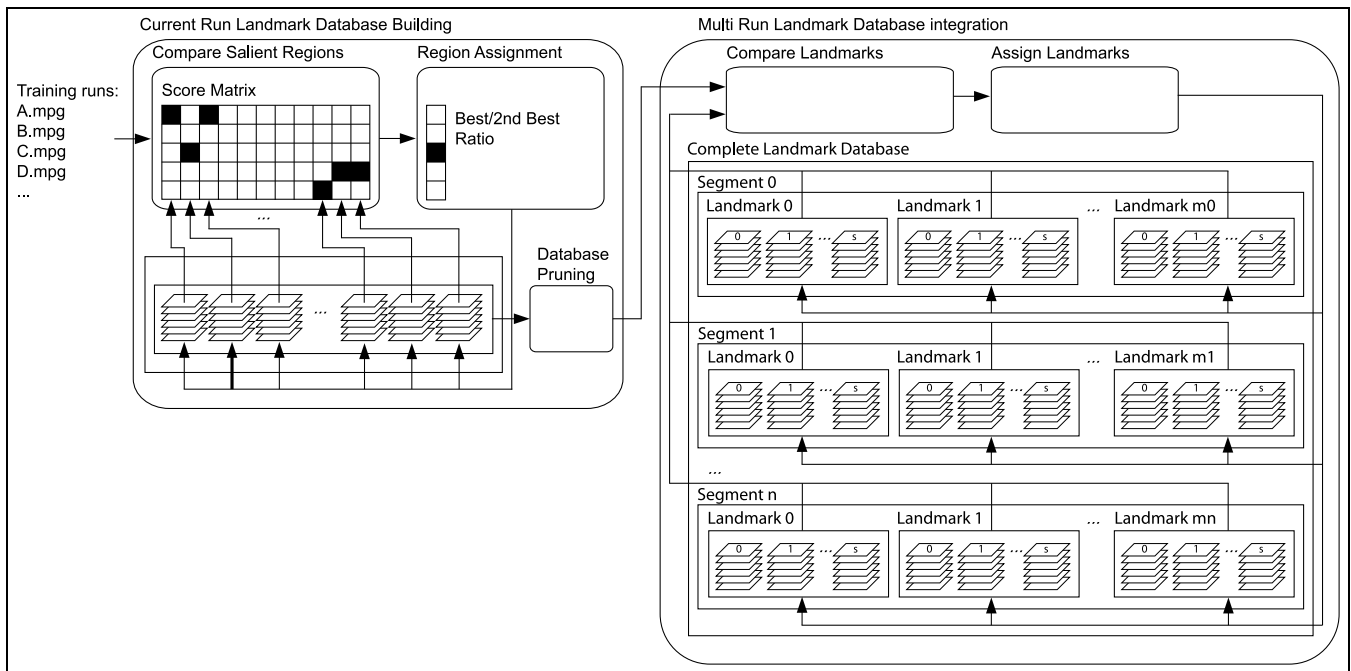 Current Run Landmark Database Building
Compare Salient Regions
Region Assignment
Training runs:
A.mpg
B.mpg
C.mpg
D.mpg
...
Score Matrix
Best/2nd Best
Ratio
...
Database
Pruning
...
Multi Run Landmark Database integration
Compare Landmarks
Assign Landmarks
Complete Landmark Database
Segment 0
Landmark 0
Landmark 1
...
Landmark m0
0 1 ... s
0 1 ... s
0 1 ... s
Segment 1
Landmark 0
Landmark 1
...
Landmark m1
0 1 ... s
0 1 ... s
0 1 ... s
...
Segment n
Landmark 0
Landmark 1
...
Landmark mn
0 1 ... s
0 1 ... s
0 1 ... s